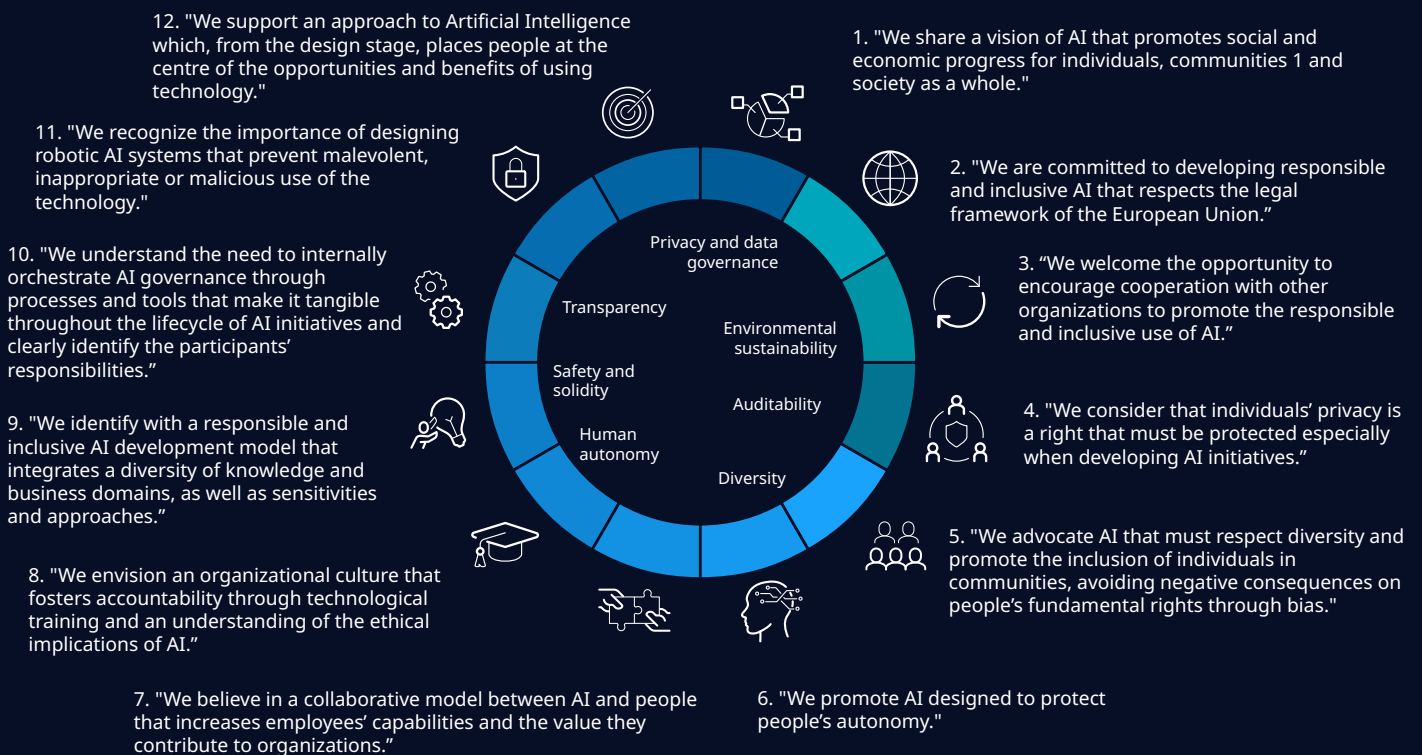 12. "We support an approach to Artificial Intelligence
which, from the design stage, places people at the
centre of the opportunities and benefits of using
technology."
1. "We share a vision of AI that promotes social and
economic progress for individuals, communities 1 and
society as a whole."
11. "We recognize the importance of designing
robotic AI systems that prevent malevolent,
inappropriate or malicious use of the
technology."
2. "We are committed to developing responsible
and inclusive AI that respects the legal
framework of the European Union.”
10. "We understand the need to internally
orchestrate AI governance through
processes and tools that make it tangible
throughout the lifecycle of AI initiatives and
clearly identify the participants’
responsibilities.”
3. “We welcome the opportunity to
encourage cooperation with other
organizations to promote the responsible
and inclusive use of AI.”
Privacy and data
governance
Transparency
Environmental
sustainability
Safety and
solidity
Auditability
Human
autonomy
Diversity
9. "We identify with a responsible and
inclusive AI development model that
integrates a diversity of knowledge and
business domains, as well as sensitivities
and approaches.”
4. "We consider that individuals’ privacy is
a right that must be protected especially
when developing AI initiatives.”
8. "We envision an organizational culture that
fosters accountability through technological
training and an understanding of the ethical
implications of AI.”
5. "We advocate AI that must respect diversity and
promote the inclusion of individuals in
communities, avoiding negative consequences on
people’s fundamental rights through bias."
7. "We believe in a collaborative model between AI and people
that increases employees’ capabilities and the value they
contribute to organizations.”
6. "We promote AI designed to protect
people’s autonomy."